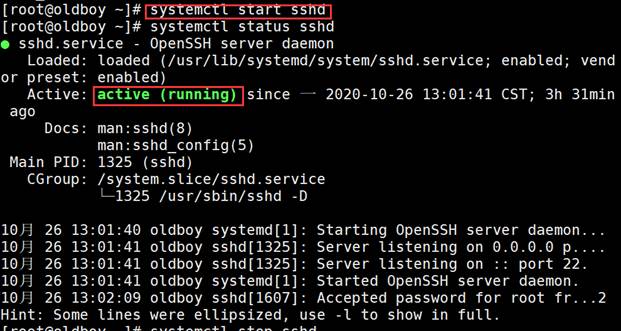 [root@oldboy ~]# systemctl start sshd
[root@oldboy ~]# systemctl status sshd
● sshd.service - OpenSSH server daemon
   Loaded: loaded (/usr/lib/systemd/system/sshd.service; enabled; vend
or preset: enabled)
   Active: active (running) since 一 2020-10-26 13:01:41 CST; 3h 31min
 ago
     Docs: man:sshd(8)
           man:sshd_config(5)
 Main PID: 1325 (sshd)
   CGroup: /system.slice/sshd.service
           └─1325 /usr/sbin/sshd -D

10月 26 13:01:40 oldboy systemd[1]: Starting OpenSSH server daemon...
10月 26 13:01:41 oldboy sshd[1325]: Server listening on 0.0.0.0 p....
10月 26 13:01:41 oldboy sshd[1325]: Server listening on :: port 22.
10月 26 13:01:41 oldboy systemd[1]: Started OpenSSH server daemon.
10月 26 13:02:09 oldboy sshd[1607]: Accepted password for root fr...2
Hint: Some lines were ellipsized, use -l to show in full.
[root@oldboy ~]# systemctl stop sshd